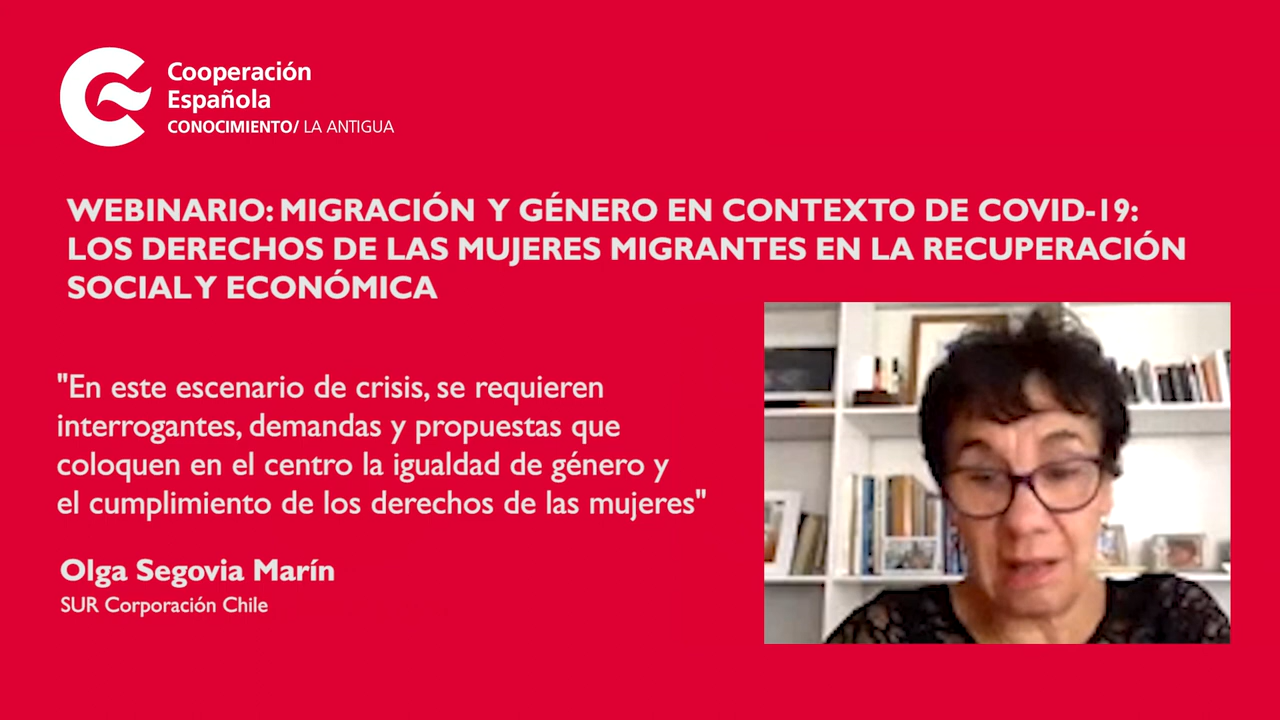 Cooperación
Española
CONOCIMIENTO/ LA ANTIGUA
WEBINARIO: MIGRACIÓN Y GÉNERO EN CONTEXTO DE COVID-19:
LOS DERECHOS DE LAS MUJERES MIGRANTES EN LA RECUPERACIÓN
SOCIAL Y ECONÓMICA
"En este escenario de crisis, se requieren
interrogantes, demandas y propuestas que
coloquen en el centro la igualdad de género y
el cumplimiento de los derechos de las mujeres"
Olga Segovia Marín
SUR Corporación Chile